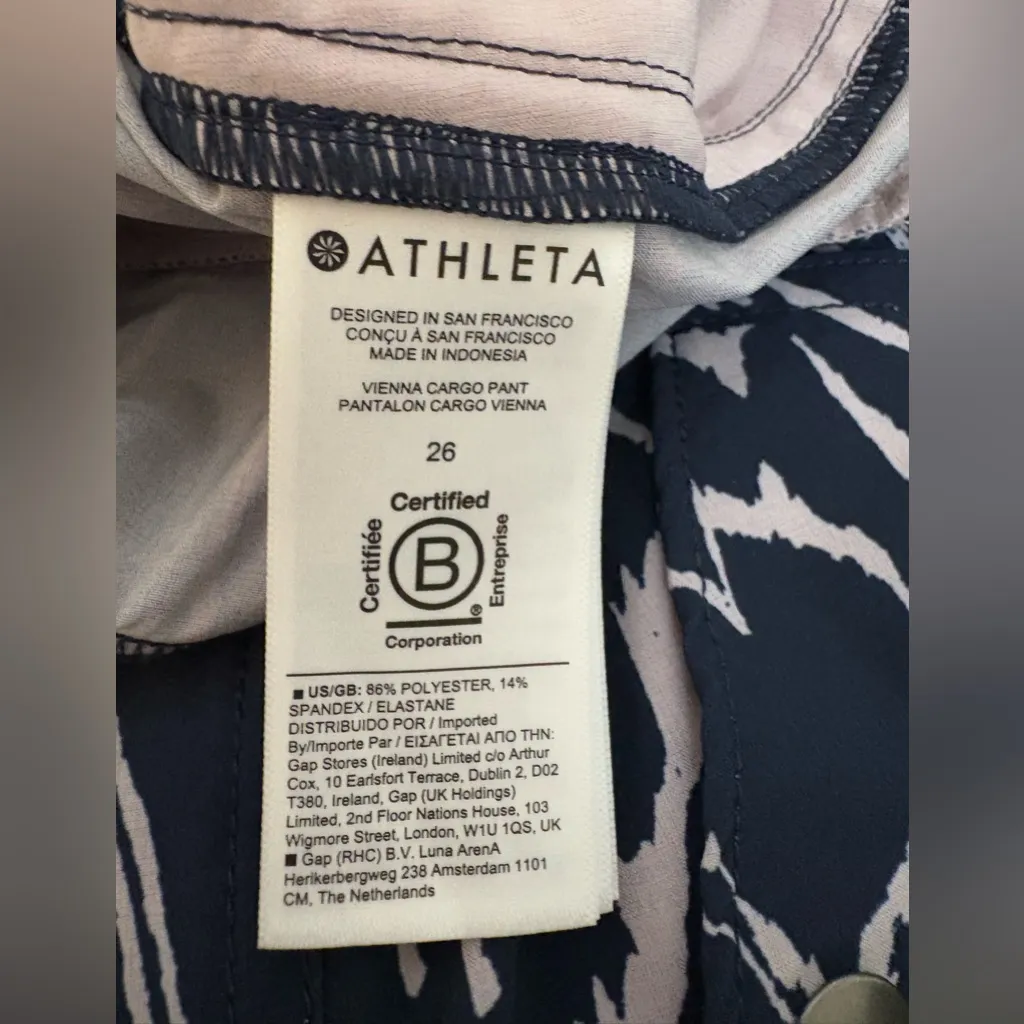 ATHLETA
DESIGNED IN SAN FRANCISCO
CONÇU À SAN FRANCISCO
MADE IN INDONESIA
VIENNA CARGO PANT
PANTALON CARGO VIENNA
26
Certified
Certifiée
B
Entreprise
®
Corporation
■ US/GB: 86% POLYESTER, 14%
SPANDEX / ELASTANE
DISTRIBUIDO POR / Imported
By/Importe Par / ΕΙΣΑΓΕΤΑΙ ΑΠΟ ΤΗΝ:
Gap Stores (Ireland) Limited c/o Arthur
Cox, 10 Earlsfort Terrace, Dublin 2, D02
T380, Ireland, Gap (UK Holdings)
Limited, 2nd Floor Nations House, 103
Wigmore Street, London, W1U 1QS, UK
■ Gap (RHC) B.V. Luna ArenA
Herikerbergweg 238 Amsterdam 1101
CM, The Netherlands